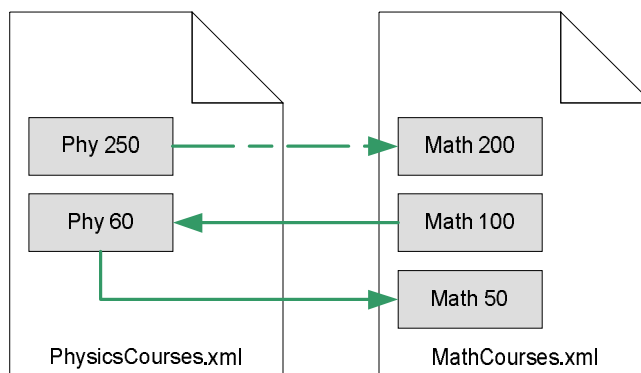 Phy 250
Math 200
Phy 60
Math 100
Math 50
PhysicsCourses.xml
MathCourses.xml